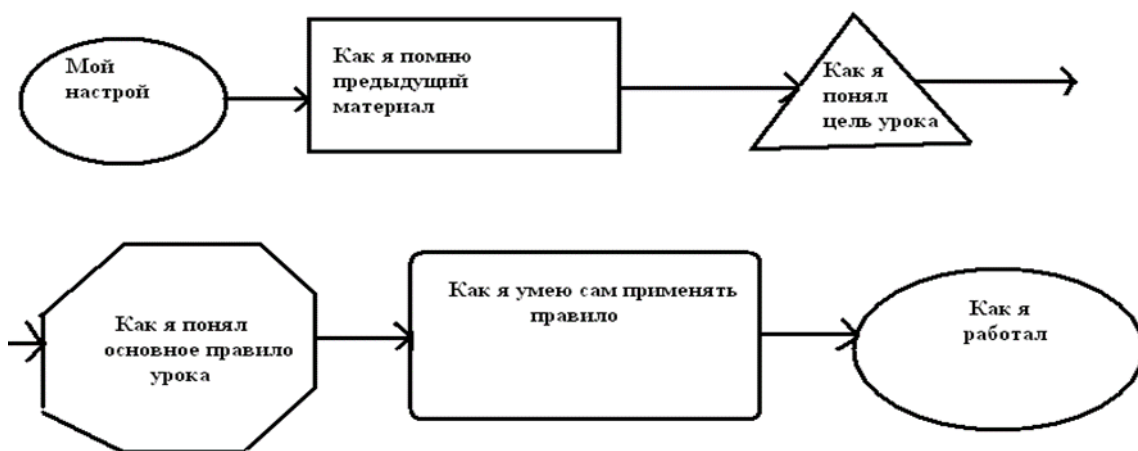 Мой
настрой
Как я помню
предыдущий
материал
Как я
понял
цель урока
Как я понял
основное правило
урока
Как я умею сам применять
правило
Как я
работал